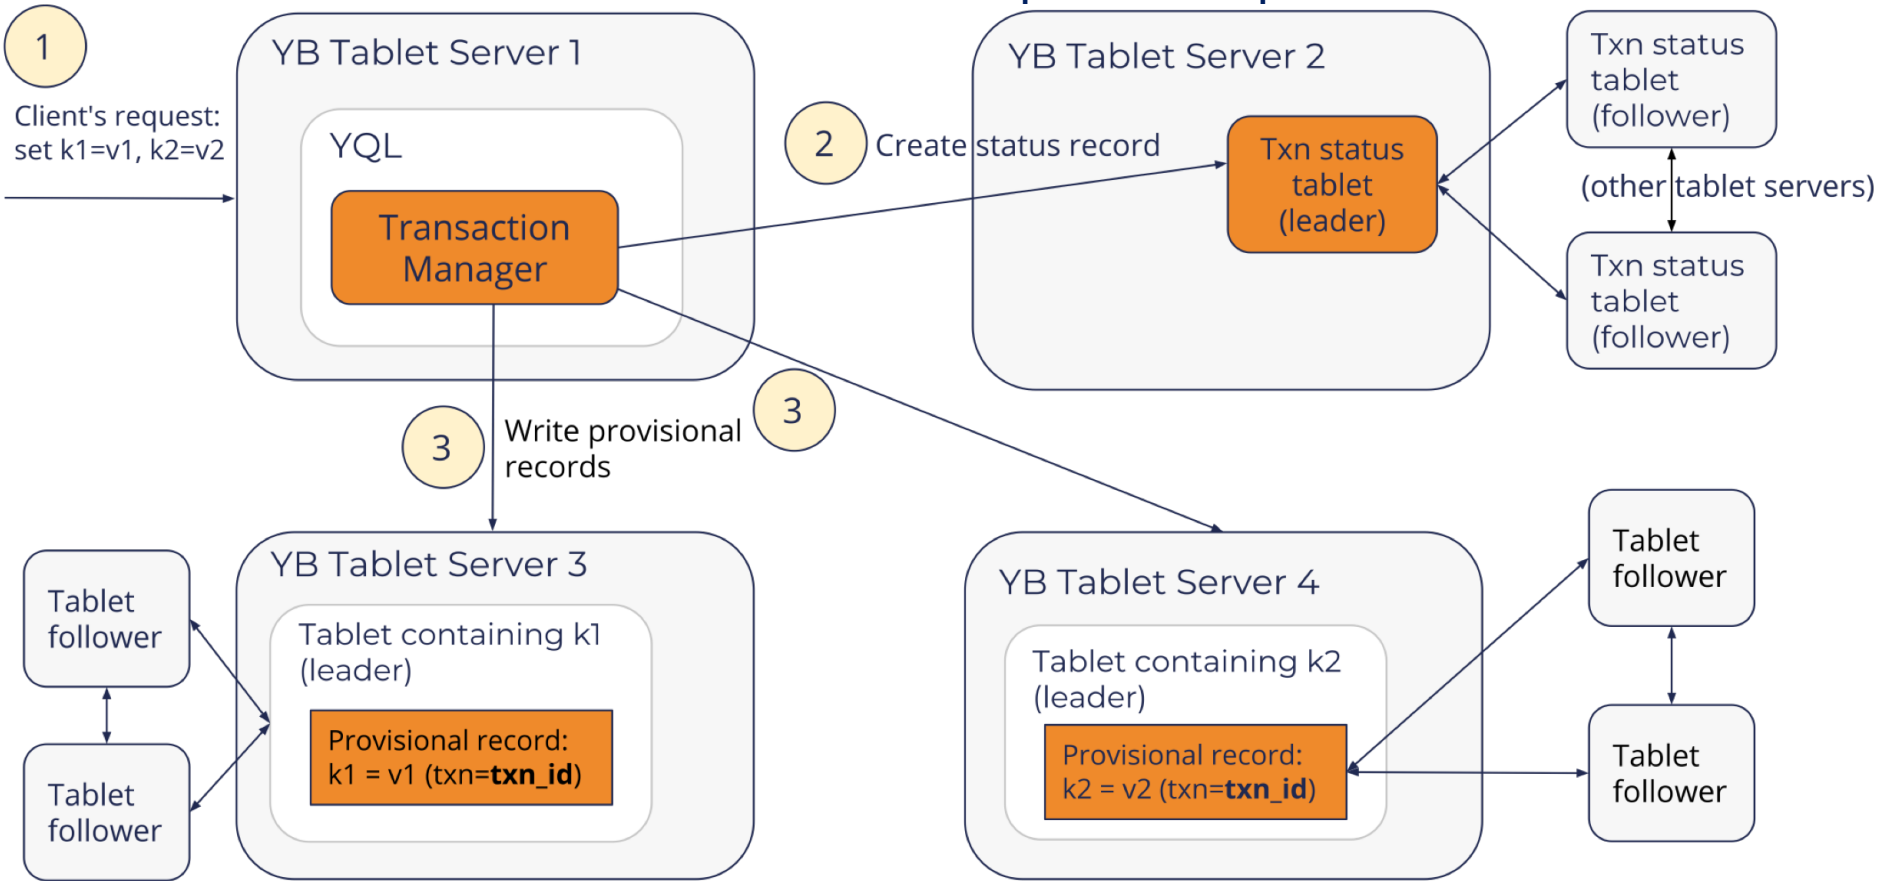 1
Client's request:
set k1=v1, k2=v2
YB Tablet Server 1
YQL
Transaction
Manager
2
Create status record
YB Tablet Server 2
Txn status
tablet
(leader)
Txn status
tablet
(follower)
(other tablet servers)
Txn status
tablet
(follower)
3
Write provisional
records
3
Tablet
follower
Tablet
follower
YB Tablet Server 3
Tablet containing k1
(leader)
Provisional record:
k1 = v1 (txn=txn_id)
YB Tablet Server 4
Tablet containing k2
(leader)
Provisional record:
k2 = v2 (txn=txn_id)
Tablet
follower
Tablet
follower